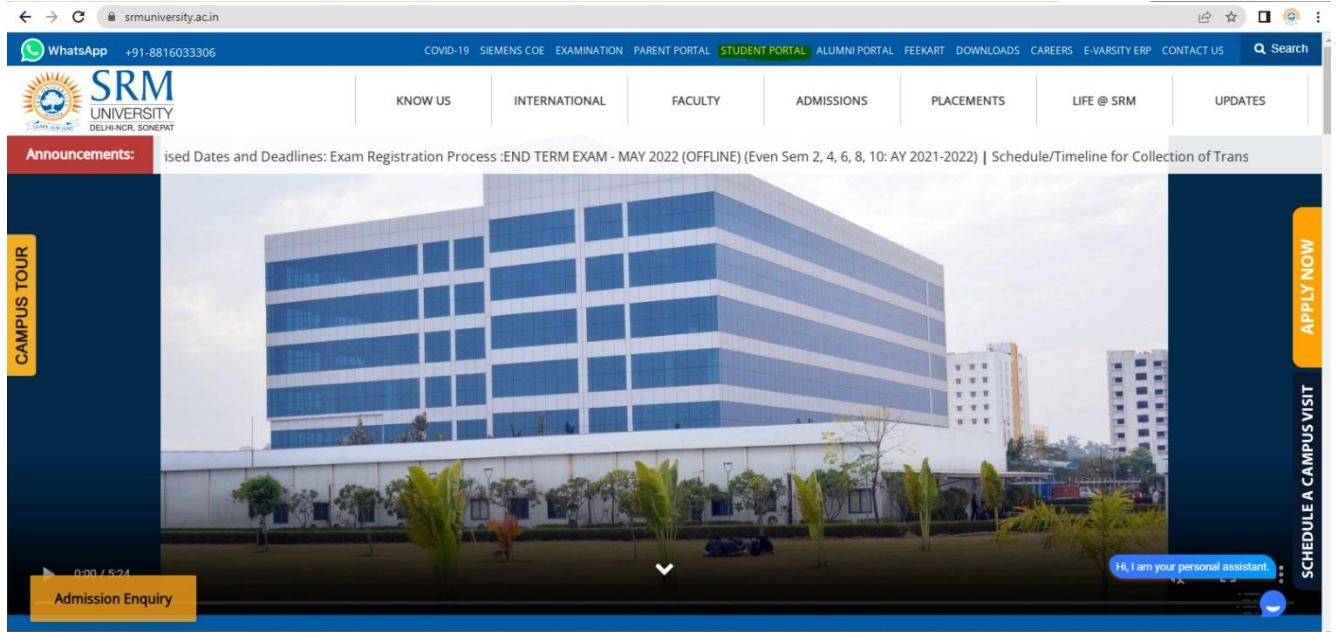 srmuniversity.ac.in
WhatsApp +91-8816033306 COVID-19 SIEMENS COE EXAMINATION PARENT PORTAL STUDENT PORTAL ALUMNI PORTAL FEEKART DOWNLOADS CAREERS E-VARSITY ERP CONTACT US Search
SRM
UNIVERSITY
DELHI-NCR, SONEPAT
LEARN LEAP LEAD
KNOW US INTERNATIONAL FACULTY ADMISSIONS PLACEMENTS LIFE @ SRM UPDATES
Announcements: ised Dates and Deadlines: Exam Registration Process :END TERM EXAM - MAY 2022 (OFFLINE) (Even Sem 2, 4, 6, 8, 10: AY 2021-2022) | Schedule/Timeline for Collection of Trans
CAMPUS TOUR
APPLY NOW
SCHEDULE A CAMPUS VISIT
Hi, I am your personal assistant.
0:00 / 5:24
Admission Enquiry